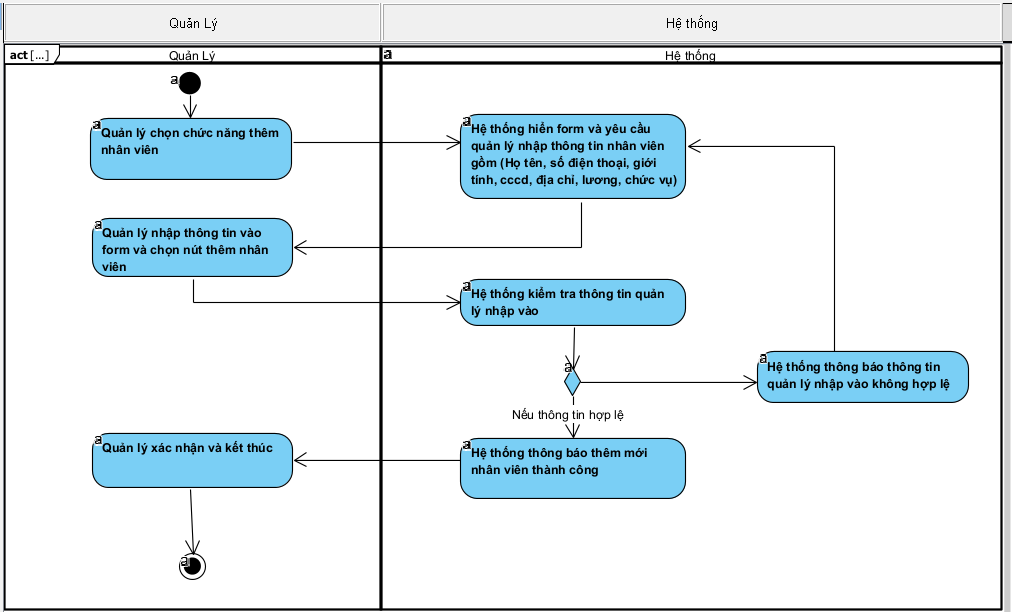 Quản Lý
Hệ thống
act [...]
Quản Lý
a
Hệ thống
a
a
Quản lý chọn chức năng thêm
nhân viên
a
Hệ thống hiển form và yêu cầu
quản lý nhập thông tin nhân viên
gồm (Họ tên, số điện thoại, giới
tính, cccd, địa chỉ, lương, chức vụ)
a
Quản lý nhập thông tin vào
form và chọn nút thêm nhân
viên
a
Hệ thống kiểm tra thông tin quản
lý nhập vào
a
a
Hệ thống thông báo thông tin
quản lý nhập vào không hợp lệ
Nếu thông tin hợp lệ
a
Quản lý xác nhận và kết thúc
a
Hệ thống thông báo thêm mới
nhân viên thành công
a